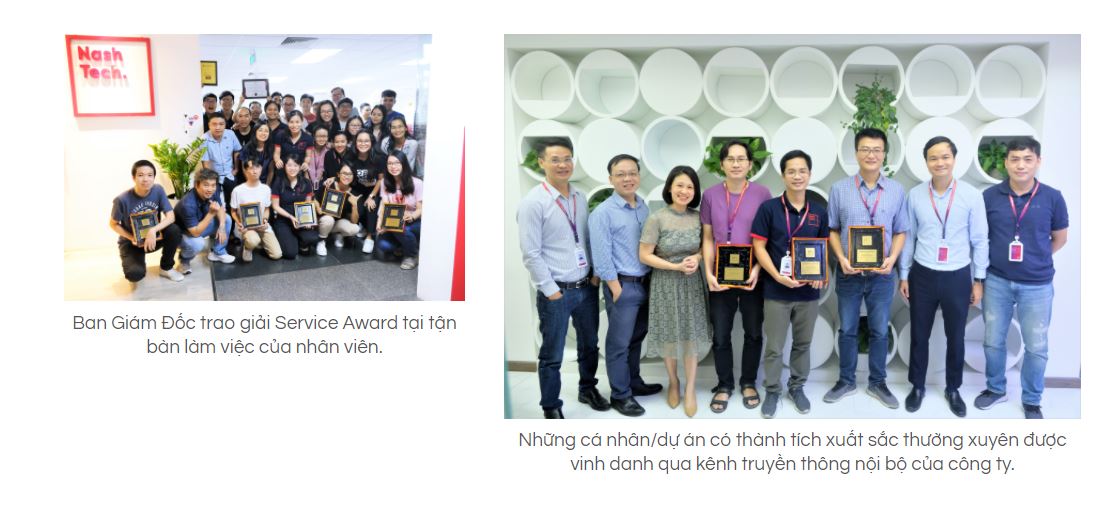 Nash
Tech.
Ban Giám Đốc trao giải Service Award tại tận
bàn làm việc của nhân viên.
Những cá nhân/dự án có thành tích xuất sắc thường xuyên được
vinh danh qua kênh truyền thông nội bộ của công ty.